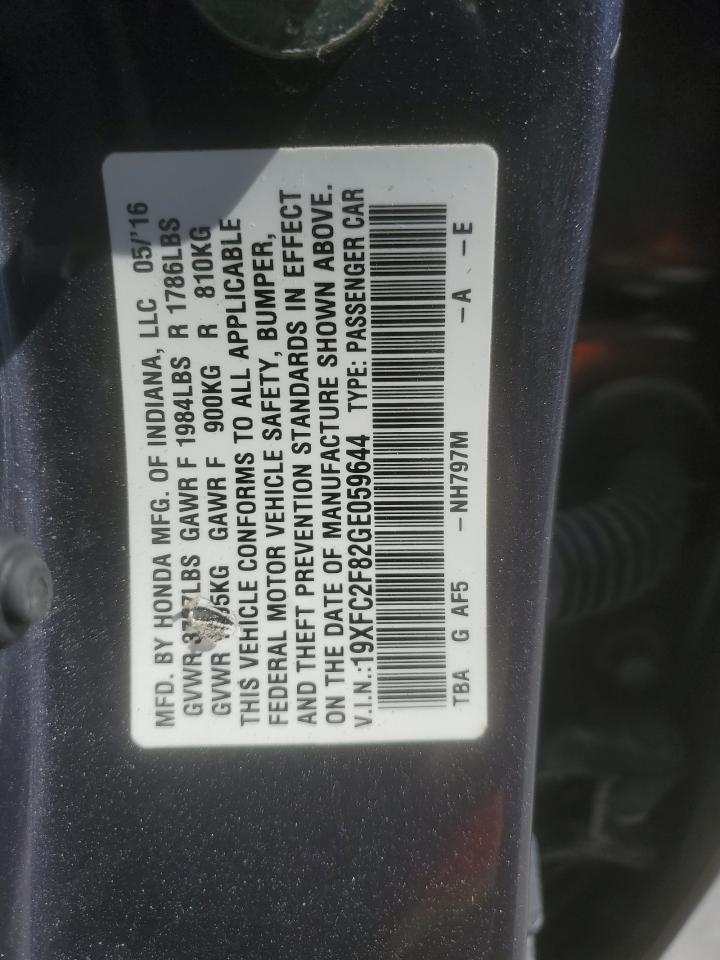 MFD. BY HONDA MFG. OF INDIANA, LLC 05/'16
GVWR LBS GAWR F 1984LBS R 1786LBS
GVWR GAWR F 900KG R 810KG
THIS VEHICLE CONFORMS TO ALL APPLICABLE
FEDERAL MOTOR VEHICLE SAFETY, BUMPER,
AND THEFT PREVENTION STANDARDS IN EFFECT
ON THE DATE OF MANUFACTURE SHOWN ABOVE.
V.I.N.:19XFC2F82GE059644 TYPE: PASSENGER CAR
TBA G AF5 -NH797M -A -E